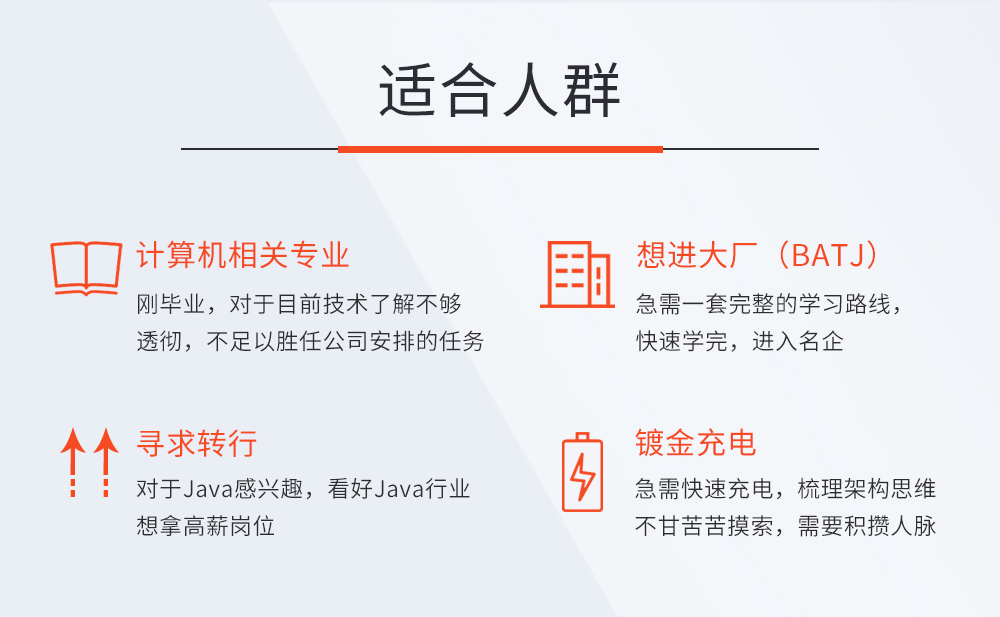 适合人群
计算机相关专业
刚毕业，对于目前技术了解不够
透彻，不足以胜任公司安排的任务
想进大厂（BATJ）
急需一套完整的学习路线，
快速学完，进入名企
寻求转行
对于Java感兴趣，看好Java行业
想拿高薪岗位
镀金充电
急需快速充电，梳理架构思维
不甘苦苦摸索，需要积攒人脉